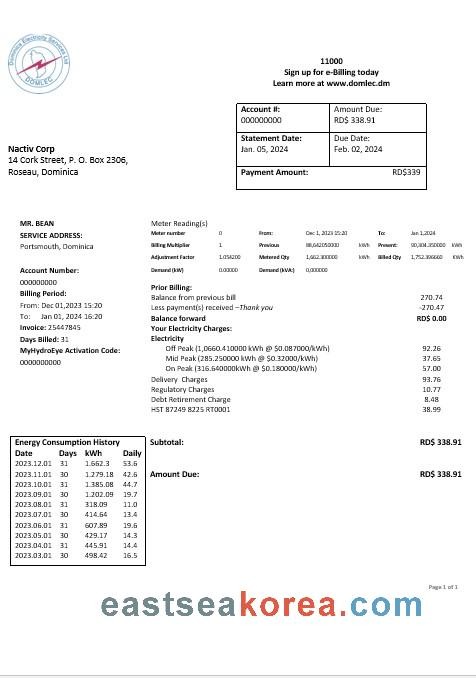 Dominica Electricity Services Ltd
DOMLEC
11000
Sign up for e-Billing today
Learn more at www.domlec.dm
Account #:
000000000
Amount Due:
RD$ 338.91
Statement Date:
Jan. 05, 2024
Due Date:
Feb. 02, 2024
Payment Amount: RD$339
Nactiv Corp
14 Cork Street, P. O. Box 2306,
Roseau, Dominica
MR. BEAN
SERVICE ADDRESS:
Portsmouth, Dominica
Account Number:
00000000
Billing Period:
From: Dec 01,2023 15:20
To: Jan 01, 2024 16:20
Invoice: 25447845
Days Billed: 31
MyHydroEye Activation Code:
0000000000
Meter Reading(s)
Meter number 0 From: Dec 1, 2023 15:20 To: Jan 1,2024
Billing Multiplier 1 Previous 88,642050000 kWh Present: 90,304.350000 kWh
Adjustment Factor 1.054200 Metered Qty 1,662.300000 kWh Billed Qty 1,752.396660 KWh
Demand (kW) 0.00000 Demand (kVA) 0,000000
Prior Billing:
Balance from previous bill 270.74
Less payment(s) received –Thank you -270.47
Balance forward RD$ 0.00
Your Electricity Charges:
Electricity
Off Peak (1,0660.410000 kWh @ $0.087000/kWh) 92.26
Mid Peak (285.250000 kWh @ $0.32000/kWh) 37.65
On Peak (316.640000kWh @ $0.180000/kWh) 57.00
Delivery Charges 93.76
Regulatory Charges 10.77
Debt Retirement Charge 8.48
HST 87249 8225 RT0001 38.99
Subtotal: RD$ 338.91
Amount Due: RD$ 338.91
Energy Consumption History
Date Days kWh Daily
2023.12.01 31 1.662.3 53.6
2023.11.01 30 1.279.18 42.6
2023.10.01 31 1.385.08 44.7
2023.09.01 30 1.202.09 19.7
2023.08.01 31 318.09 11.0
2023.07.01 30 414.64 13.4
2023.06.01 31 607.89 19.6
2023.05.01 30 429.17 14.3
2023.04.01 31 445.91 14.4
2023.03.01 30 498.42 16.5
Page 1 of 1
eastseakorea.com